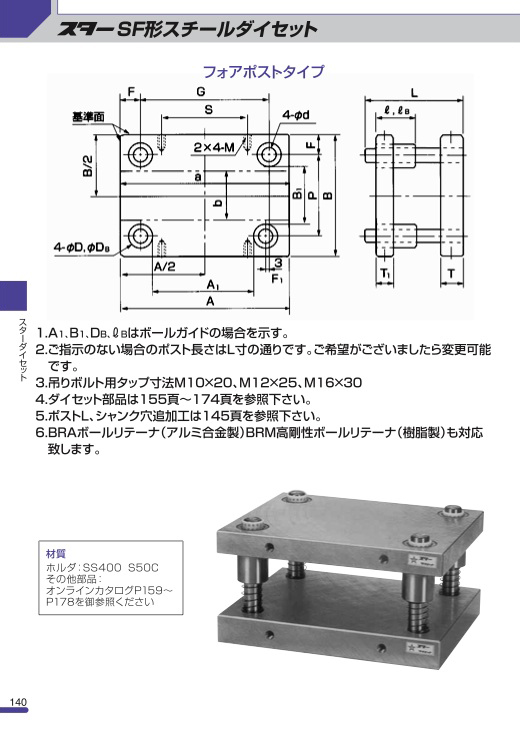 スター SF形スチールダイセット
フォアポストタイプ
F G L
S 4-φd ℓ,ℓB
基準面
2×4-M F
B/2 a B1 P B
b
4-φD,φDB
A/2 3
F1
A1 T1 T
A
スターダイセット
1.A1、B1、DB、ℓBはボールガイドの場合を示す。
2.ご指示のない場合のポスト長さはL寸の通りです。ご希望がございましたら変更可能
です。
3.吊りボルト用タップ寸法M10×20、M12×25、M16×30
4.ダイセット部品は155頁〜174頁を参照下さい。
5.ポストL、シャンク穴追加工は145頁を参照下さい。
6.BRAボールリテーナ（アルミ合金製）BRM高剛性ボールリテーナ（樹脂製）も対応
致します。
材質
ホルダ：SS400 S50C
その他部品：
オンラインカタログP159〜
P178を御参照ください
スター
スター
140